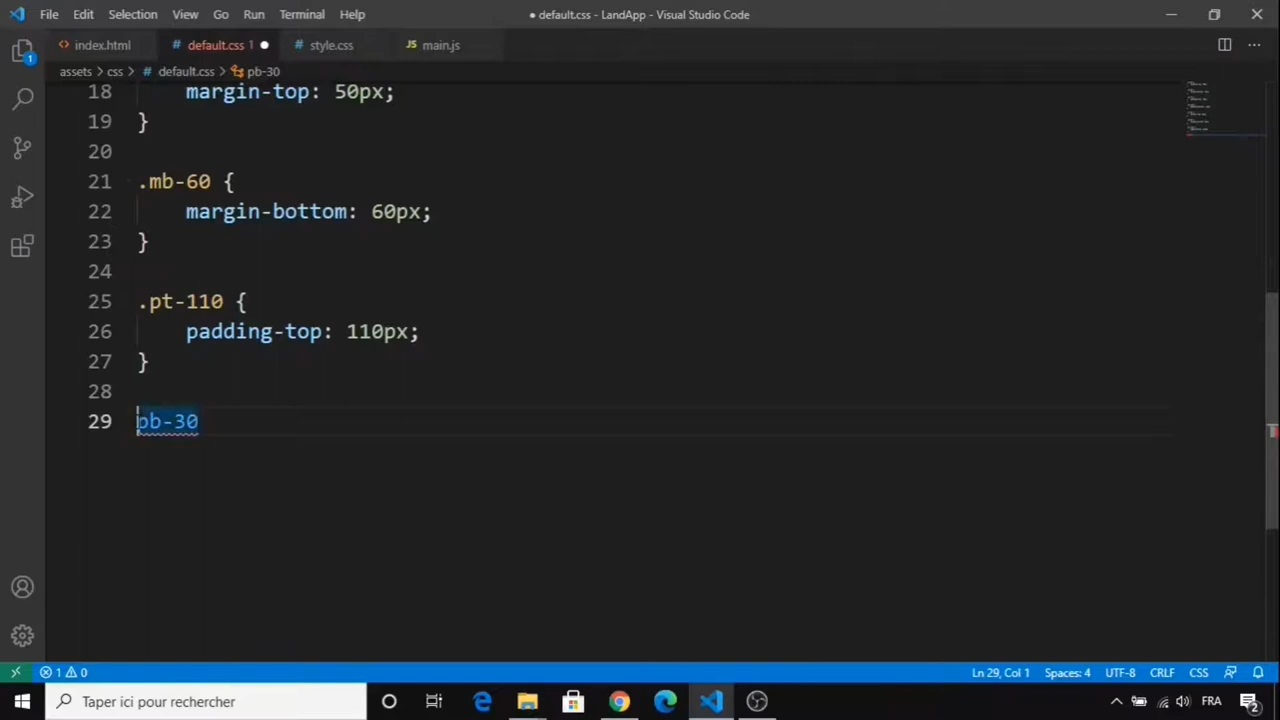 File Edit Selection View Go Run Terminal Help
● default.css - LandApp - Visual Studio Code
index.html
default.css 1
style.css
JS main.js
assets > css > # default.css > pb-30
18 margin-top: 50px;
19 }
20
21 .mb-60 {
22 margin-bottom: 60px;
23 }
24
25 .pt-110 {
26 padding-top: 110px;
27 }
28
29 pb-30
1
1 0
Ln 29, Col 1 Spaces: 4 UTF-8 CRLF CSS
Taper ici pour rechercher
FRA
2